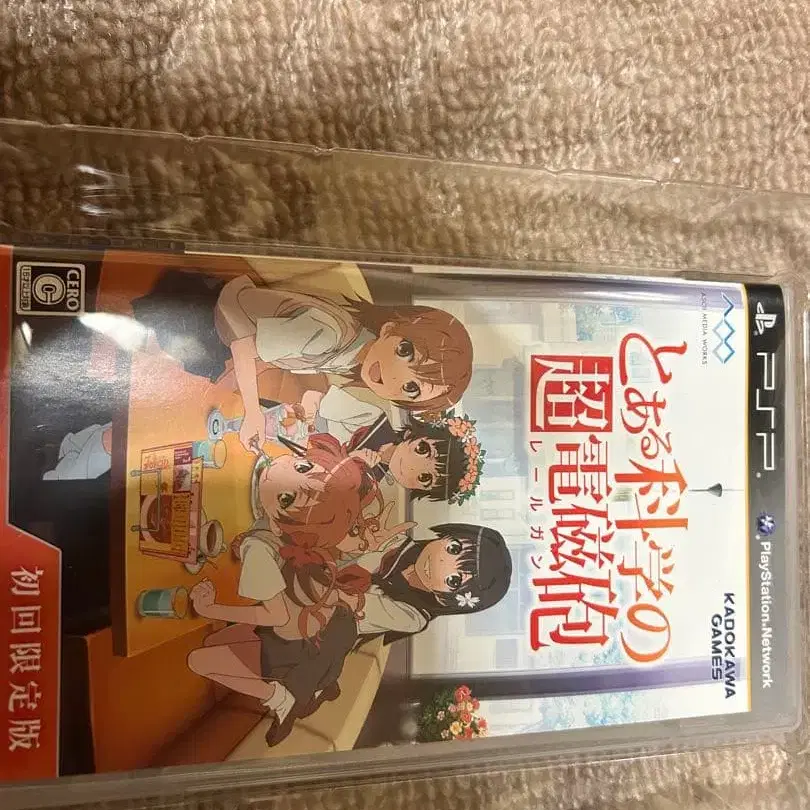 PSP
PlayStation.Network
ASCII MEDIA WORKS
KADOKAWA
GAMES
とある科学の
超電磁砲
レールガン
CERO
C
初回限定版